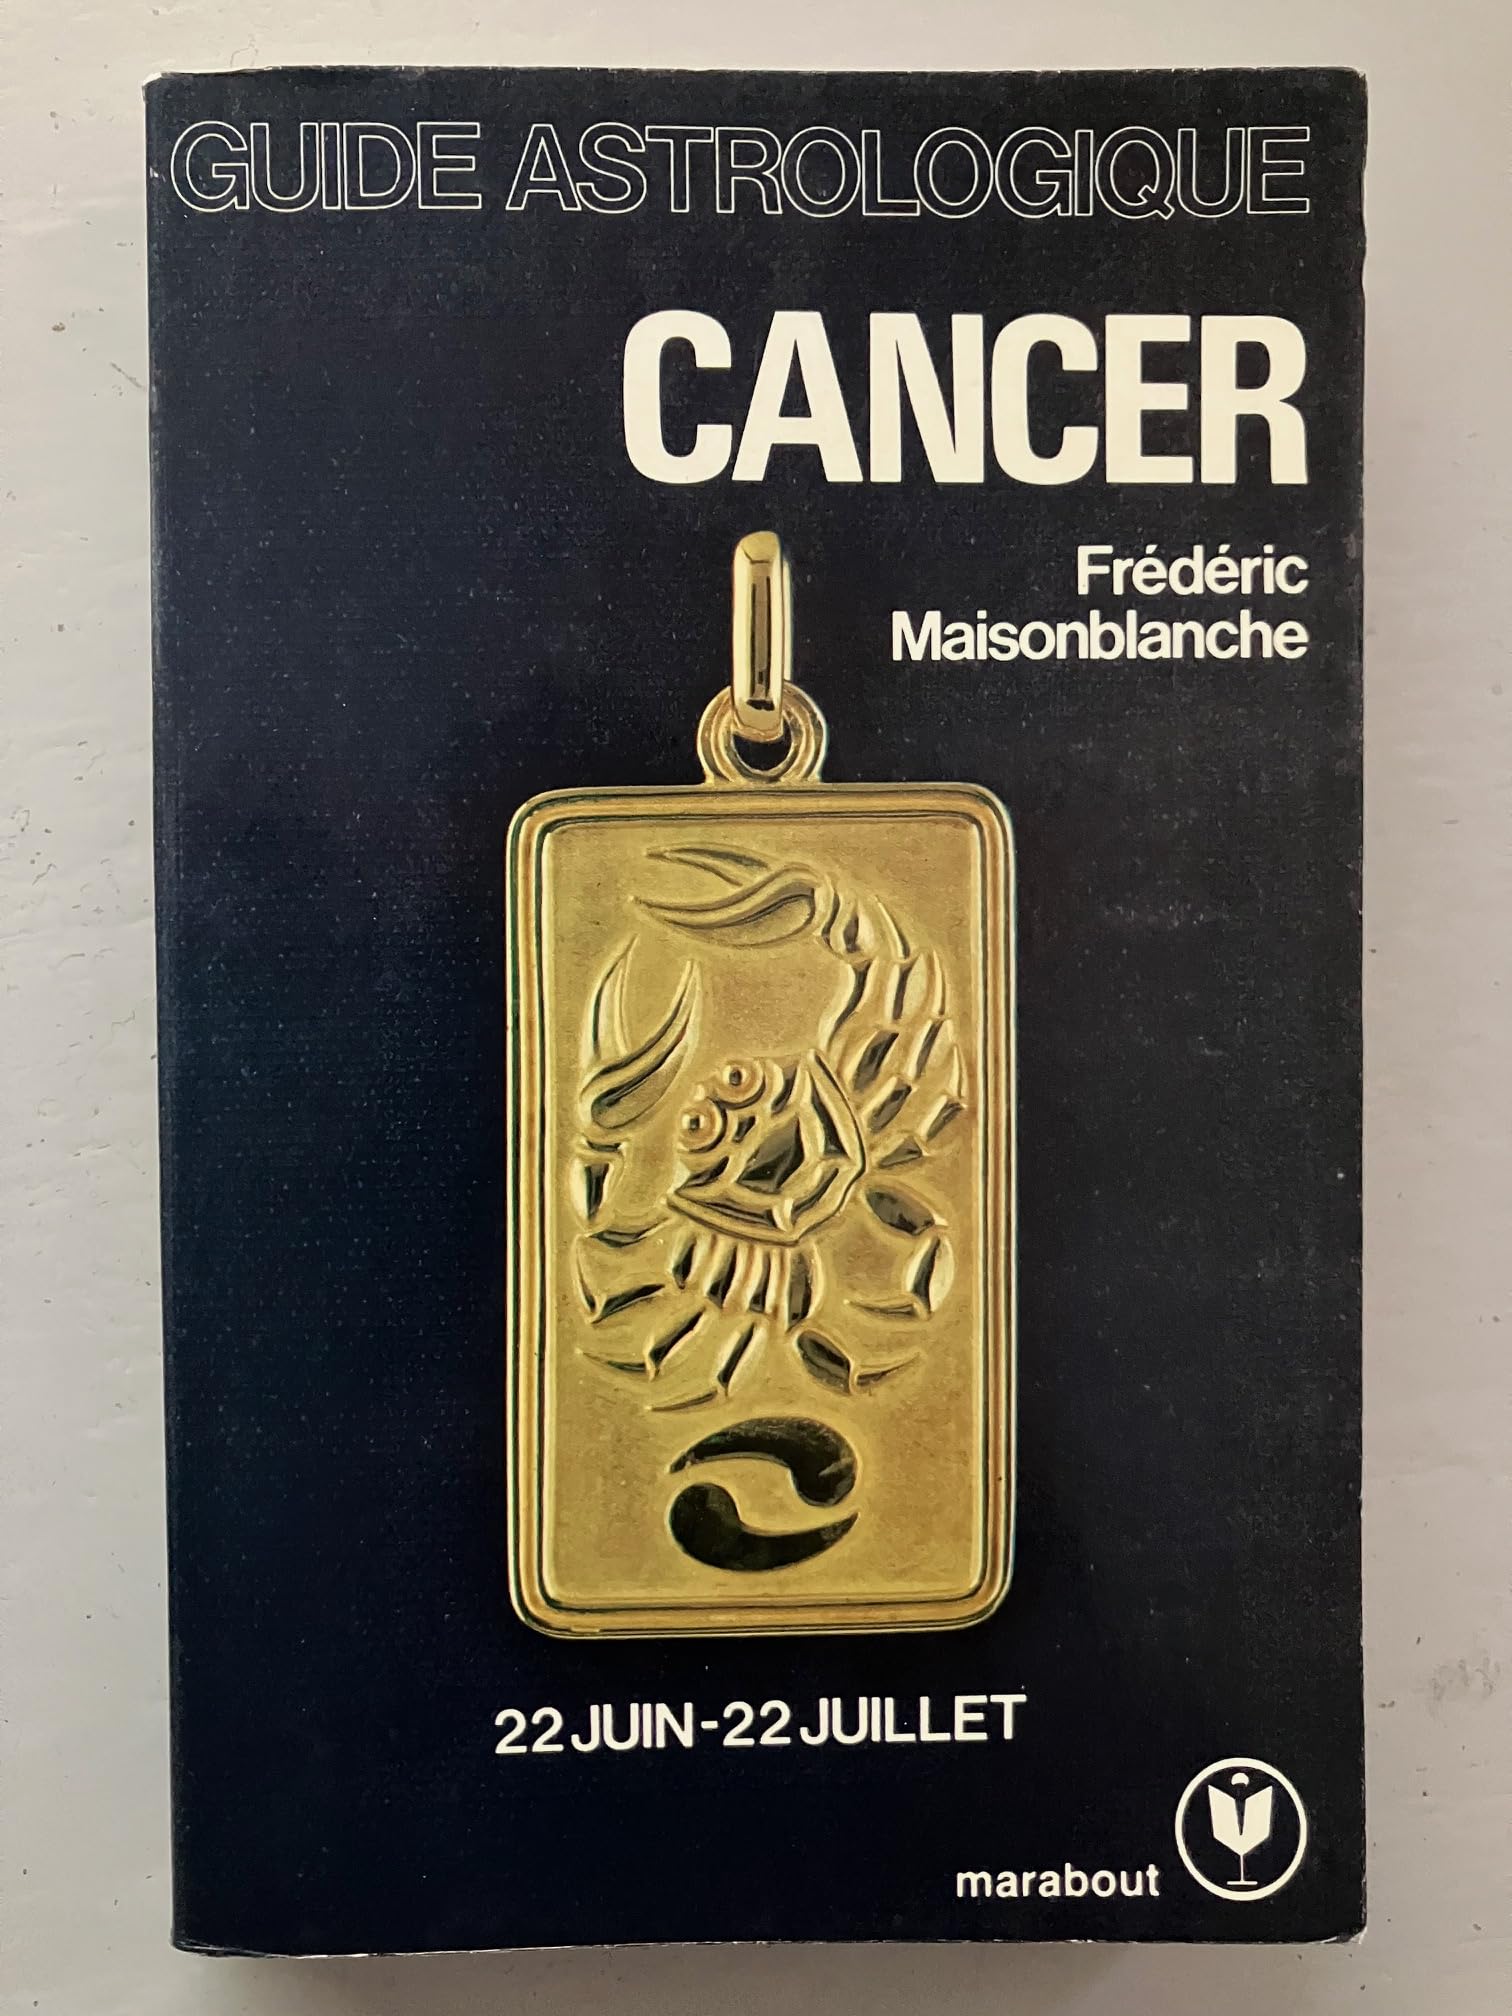 GUIDE ASTROLOGIQUE
CANCER
Frédéric
Maisonblanche
22 JUIN - 22 JUILLET
marabout